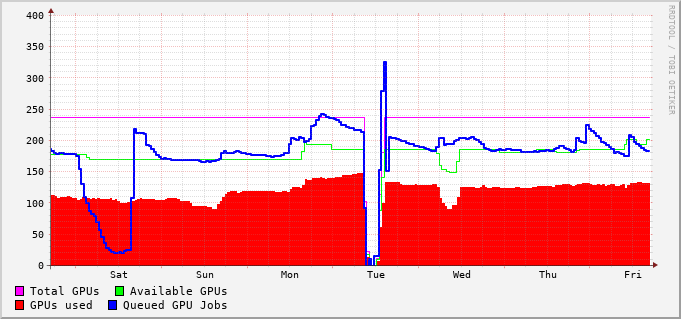 400
350
300
250
200
150
100
50
0
Sat Sun Mon Tue Wed Thu Fri
Total GPUs Available GPUs
GPUs used Queued GPU Jobs
RRDTOOL / TOBI OETIKER